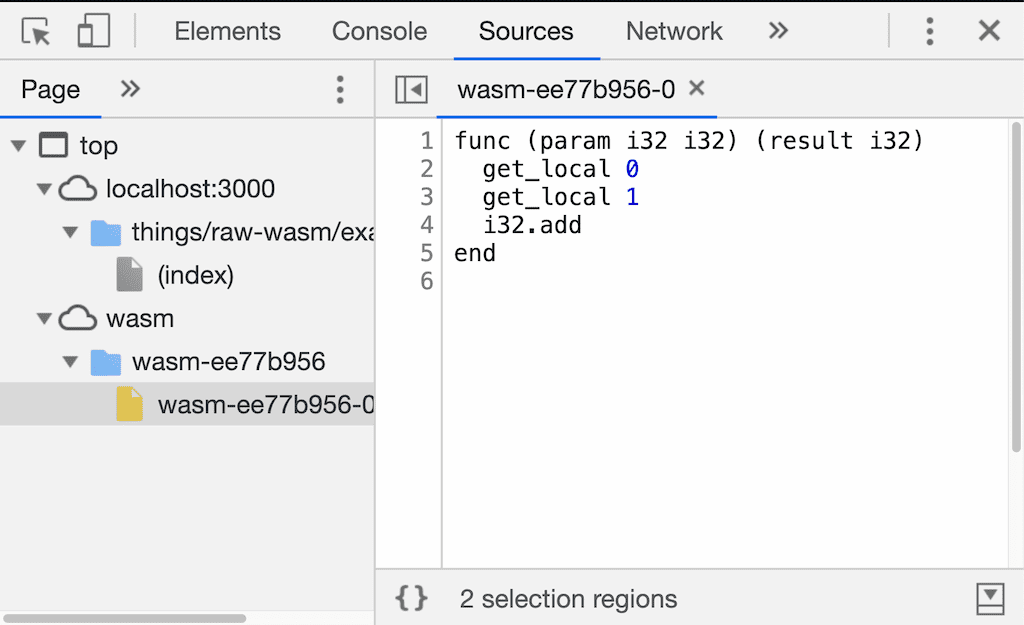 Elements Console Sources Network »
Page »
wasm-ee77b956-0 ×
top
localhost:3000
things/raw-wasm/exa
(index)
wasm
wasm-ee77b956
wasm-ee77b956-0
1 func (param i32 i32) (result i32)
2 get_local 0
3 get_local 1
4 i32.add
5 end
6
{} 2 selection regions